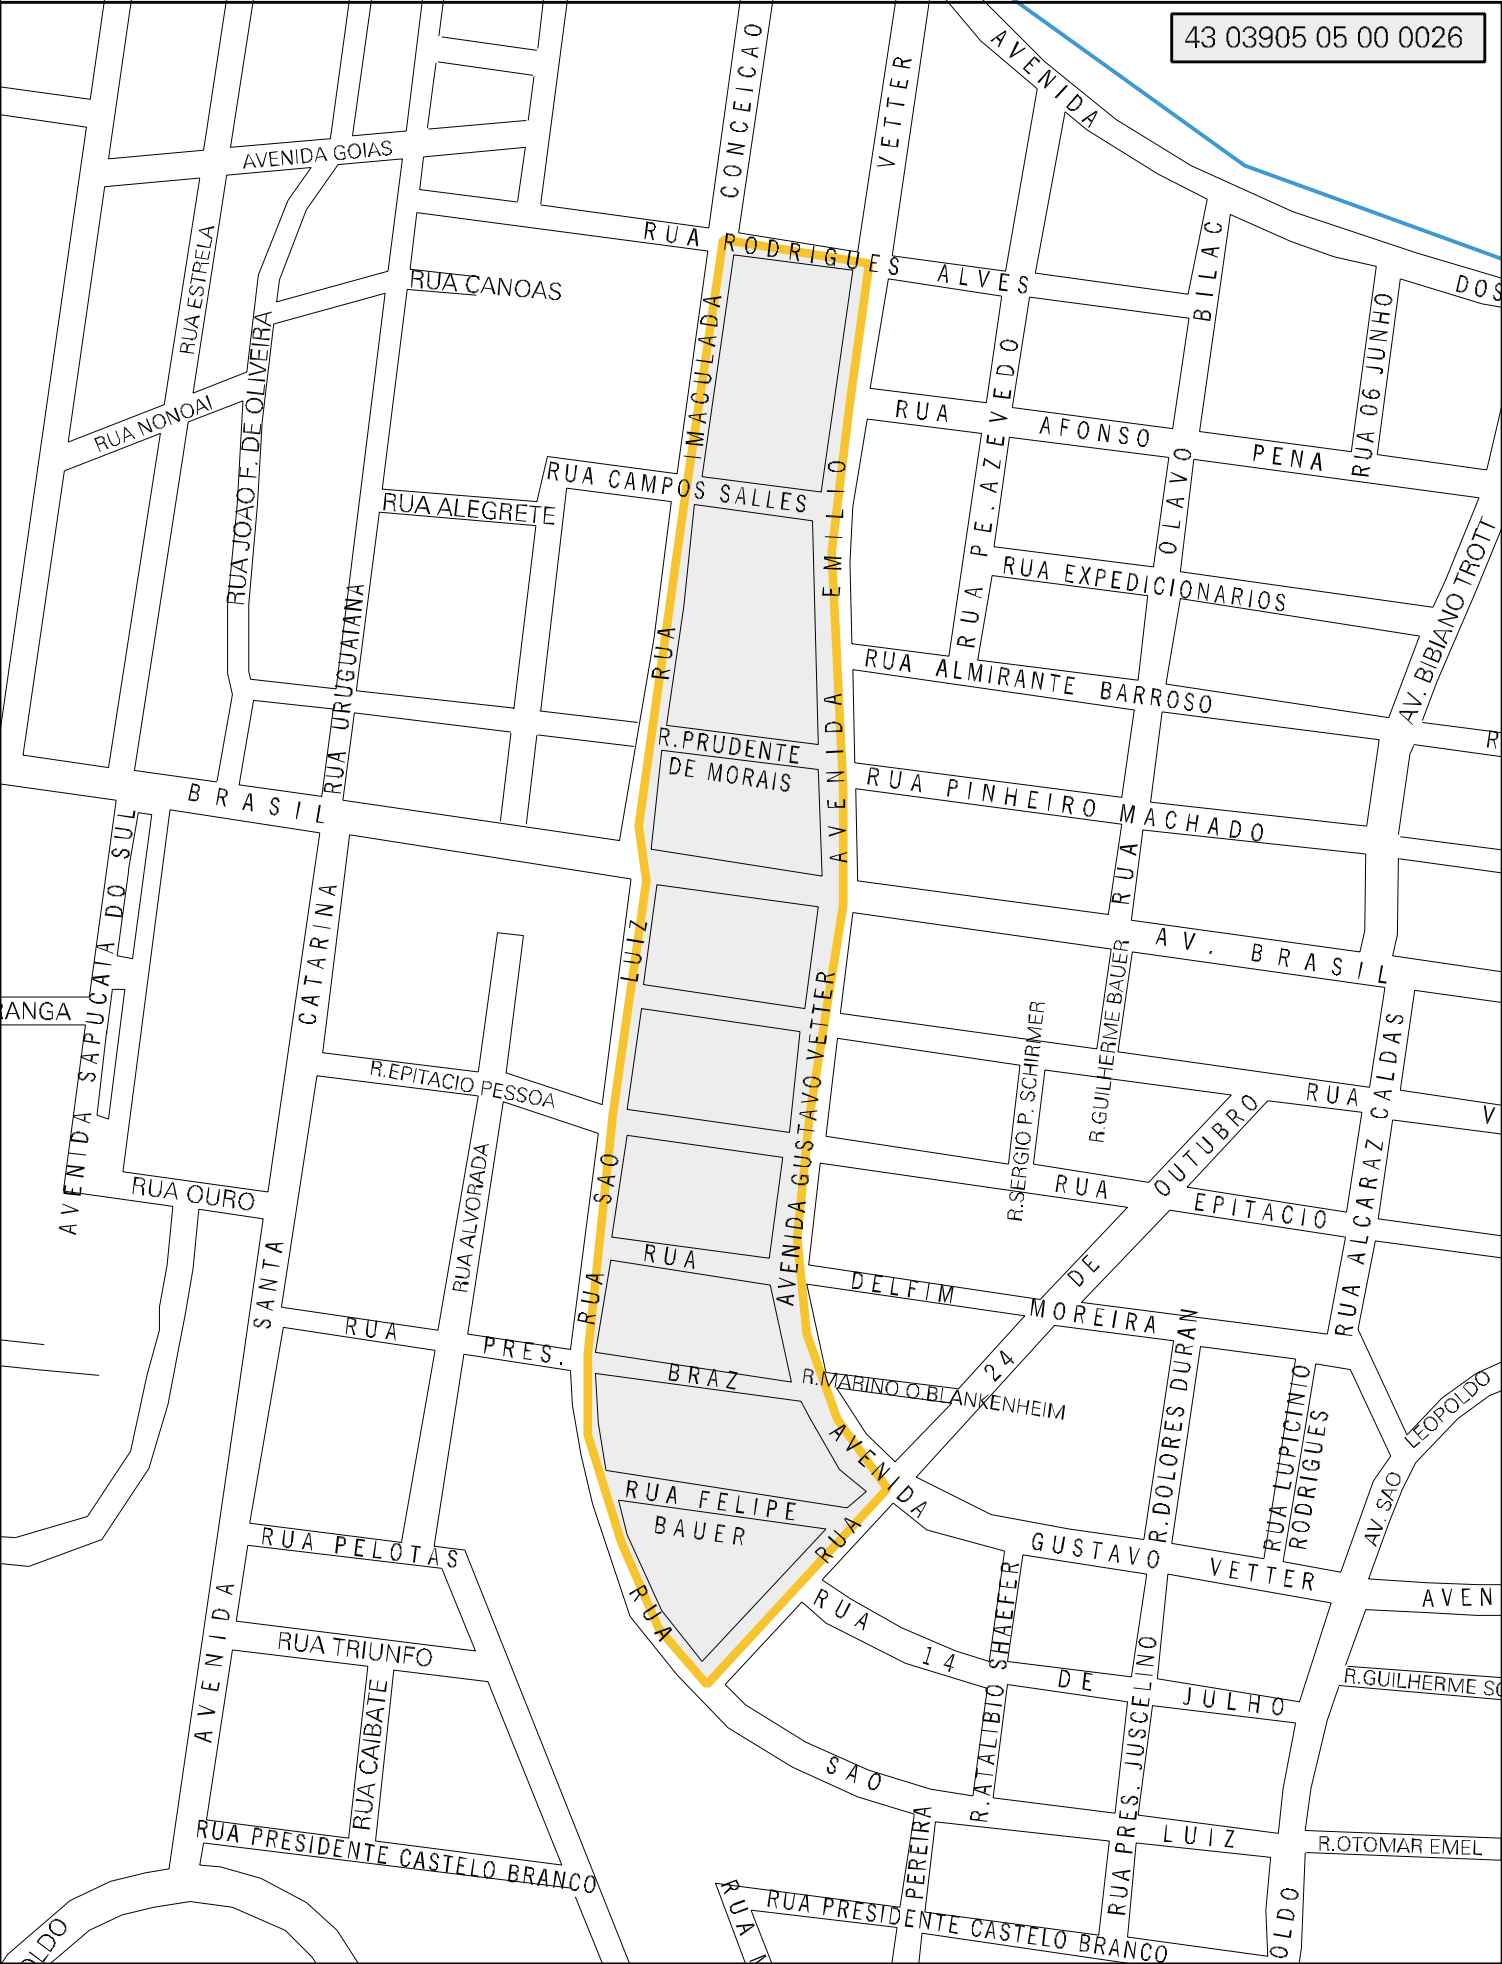 43 03905 05 00 0026
AVENIDA
DOS
CONCEICAO
VETTER
AVENIDA GOIAS
RUA ESTRELA
RUA RODRIGUES ALVES
BILAC
RUA CANOAS
RUA 06 JUNHO
RUA JOAO F. DE OLIVEIRA
RUA NONOAI
IMACULADA
RUA PE. AZEVEDO
RUA AFONSO PENA
RUA CAMPOS SALLES
RUA ALEGRETE
EMILIO
OLAVO
RUA EXPEDICIONARIOS
AV. BIBIANO TROTT
RUA URUGUAIANA
RUA
RUA ALMIRANTE BARROSO
AVENIDA
R.PRUDENTE
DE MORAIS
R
RUA PINHEIRO MACHADO
BRASIL
AVENIDA SAPUCAIA DO SUL
RUA
CATARINA
LUIZ
AV. BRASIL
R.GUILHERME BAUER
RANGA
AVENIDA GUSTAVO VETTER
R.SERGIO P. SCHIRMER
R.EPITACIO PESSOA
RUA
V
RUA ALCARAZ CALDAS
OUTUBRO
RUA OURO
RUA ALVORADA
SAO
RUA EPITACIO
SANTA
RUA
RUA
DELFIM MOREIRA
DE
24
RUA PRES.
BRAZ
R.MARINO O.BLANKENHEIM
R.DOLORES DURAN
RUA LUPICINIO
RODRIGUES
LEOPOLDO
AV. SAO
AVENIDA
RUA FELIPE
BAUER
RUA
GUSTAVO VETTER
AVEN
RUA PELOTAS
RUA
RUA 14 DE JULHO
R. ATALIBIO SHAEFER
AVENIDA
RUA TRIUNFO
R.GUILHERME SC
RUA CAIBATE
RUA PRES. JUSCELINO
SAO LUIZ
R.OTOMAR EMEL
RUA PRESIDENTE CASTELO BRANCO
PEREIRA
RUA
RUA PRESIDENTE CASTELO BRANCO
OLDO
OLDO